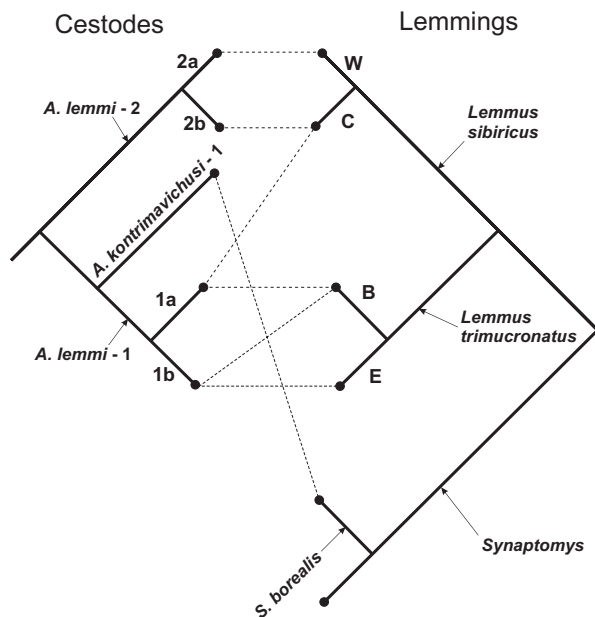 Cestodes
Lemmings
2a
W
A. lemmi - 2
2b
C
Lemmus
sibiricus
A. kontrimavichusi - 1
1a
B
Lemmus
trimucronatus
A. lemmi - 1
1b
E
S. borealis
Synaptomys